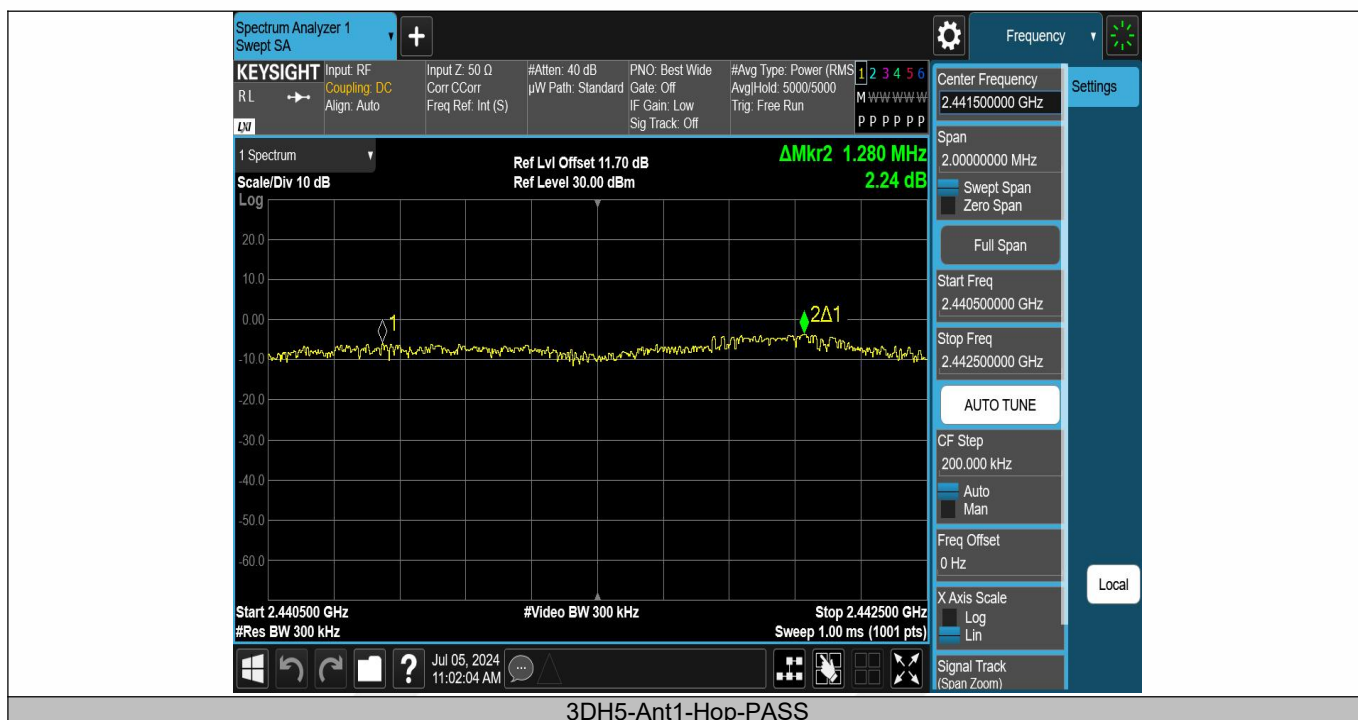 Spectrum Analyzer 1
Swept SA
+
Frequency
KEYSIGHT
RL
LXI
Input: RF
Coupling: DC
Align: Auto
Input Z: 50 Ω
Corr CCorr
Freq Ref: Int (S)
#Atten: 40 dB
µW Path: Standard
PNO: Best Wide
Gate: Off
IF Gain: Low
Sig Track: Off
#Avg Type: Power (RMS
Avg|Hold: 5000/5000
Trig: Free Run
1 2 3 4 5 6
M W W W W W
P P P P P P
1 Spectrum
Scale/Div 10 dB
Log
Ref Lvl Offset 11.70 dB
Ref Level 30.00 dBm
ΔMkr2 1.280 MHz
2.24 dB
20.0
10.0
0.00
-10.0
-20.0
-30.0
-40.0
-50.0
-60.0
1
2Δ1
Start 2.440500 GHz
#Res BW 300 kHz
#Video BW 300 kHz
Stop 2.442500 GHz
Sweep 1.00 ms (1001 pts)
Center Frequency
2.441500000 GHz
Settings
Span
2.00000000 MHz
Swept Span
Zero Span
Full Span
Start Freq
2.440500000 GHz
Stop Freq
2.442500000 GHz
AUTO TUNE
CF Step
200.000 kHz
Auto
Man
Freq Offset
0 Hz
X Axis Scale
Log
Lin
Local
Signal Track
(Span Zoom)
?
Jul 05, 2024
11:02:04 AM
3DH5-Ant1-Hop-PASS